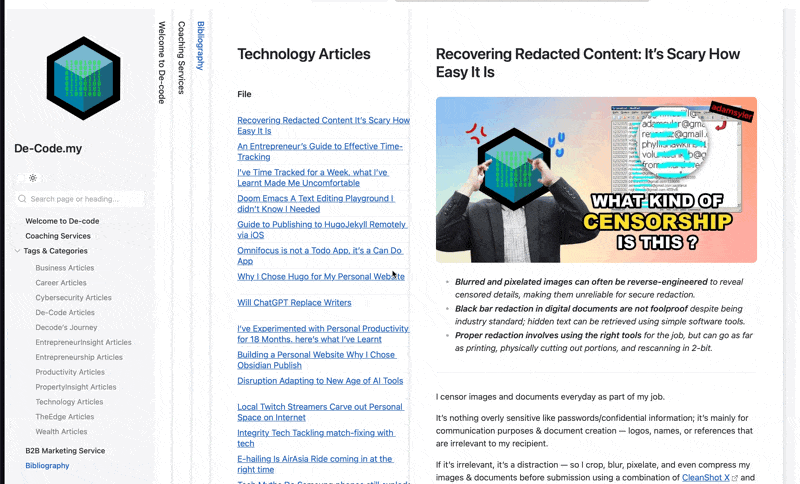 De-Code.my
Search page or heading...
Welcome to De-code
Coaching Services
Tags & Categories
Business Articles
Career Articles
Cybersecurity Articles
De-Code Articles
Decode's Journey
EntrepreneurInsight Articles
Entrepreneurship Articles
Productivity Articles
PropertyInsight Articles
Technology Articles
TheEdge Articles
Wealth Articles
B2B Marketing Service
Bibliography
Welcome to De-code
Coaching Services
Bibliography
Technology Articles
File
Recovering Redacted Content It's Scary How
Easy It Is
An Entrepreneur's Guide to Effective Time-
Tracking
I've Time Tracked for a Week, what I've
Learnt Made Me Uncomfortable
Doom Emacs A Text Editing Playground I
didn't Know I Needed
Guide to Publishing to HugoJekyll Remotely
via iOS
Omnifocus is not a Todo App, it's a Can Do
App
Why I Chose Hugo for My Personal Website
Will ChatGPT Replace Writers
I've Experimented with Personal Productivity
for 18 Months. here's what I've Learnt
Building a Personal Website Why I Chose
Obsidian Publish
Disruption Adapting to New Age of AI Tools
Local Twitch Streamers Carve out Personal
Space on Internet
Integrity Tech Tackling match-fixing with
tech
E-hailing Is AirAsia Ride coming in at the
right time
Tech Myths Do Samsung phones still explode
Recovering Redacted Content: It's Scary How
Easy It Is
adamsyler
WHAT KIND OF
CENSORSHIP
IS THIS ?
Blurred and pixelated images can often be reverse-engineered to reveal
censored details, making them unreliable for secure redaction.
Black bar redaction in digital documents are not foolproof despite being
industry standard; hidden text can be retrieved using simple software tools.
Proper redaction involves using the right tools for the job, but can go as far
as printing, physically cutting out portions, and rescanning in 2-bit.
I censor images and documents everyday as part of my job.
It's nothing overly sensitive like passwords/confidential information; it's mainly for
communication purposes & document creation — logos, names, or references that
are irrelevant to my recipient.
If it's irrelevant, it's a distraction — so I crop, blur, pixelate, and even compress my
images & documents before submission using a combination of CleanShot X and